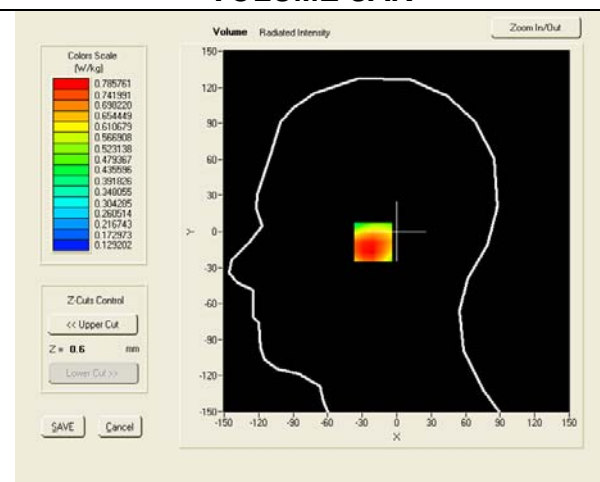 Volume Radiated Intensity
Zoom In/Out
Colors Scale
(W/kg)
0.785761
0.741991
0.698220
0.654449
0.610679
0.566908
0.523138
0.479367
0.435596
0.391826
0.348055
0.304285
0.260514
0.216743
0.172973
0.129202
Z-Cuts Control
<< Upper Cut
Z = 0.6 mm
Lower Cut >>
SAVE Cancel
150
90
60
30
0
-30
-60
-90
-120
-150
Y
-150 -120 -90 -60 -30 0 30 60 90 120 150
X